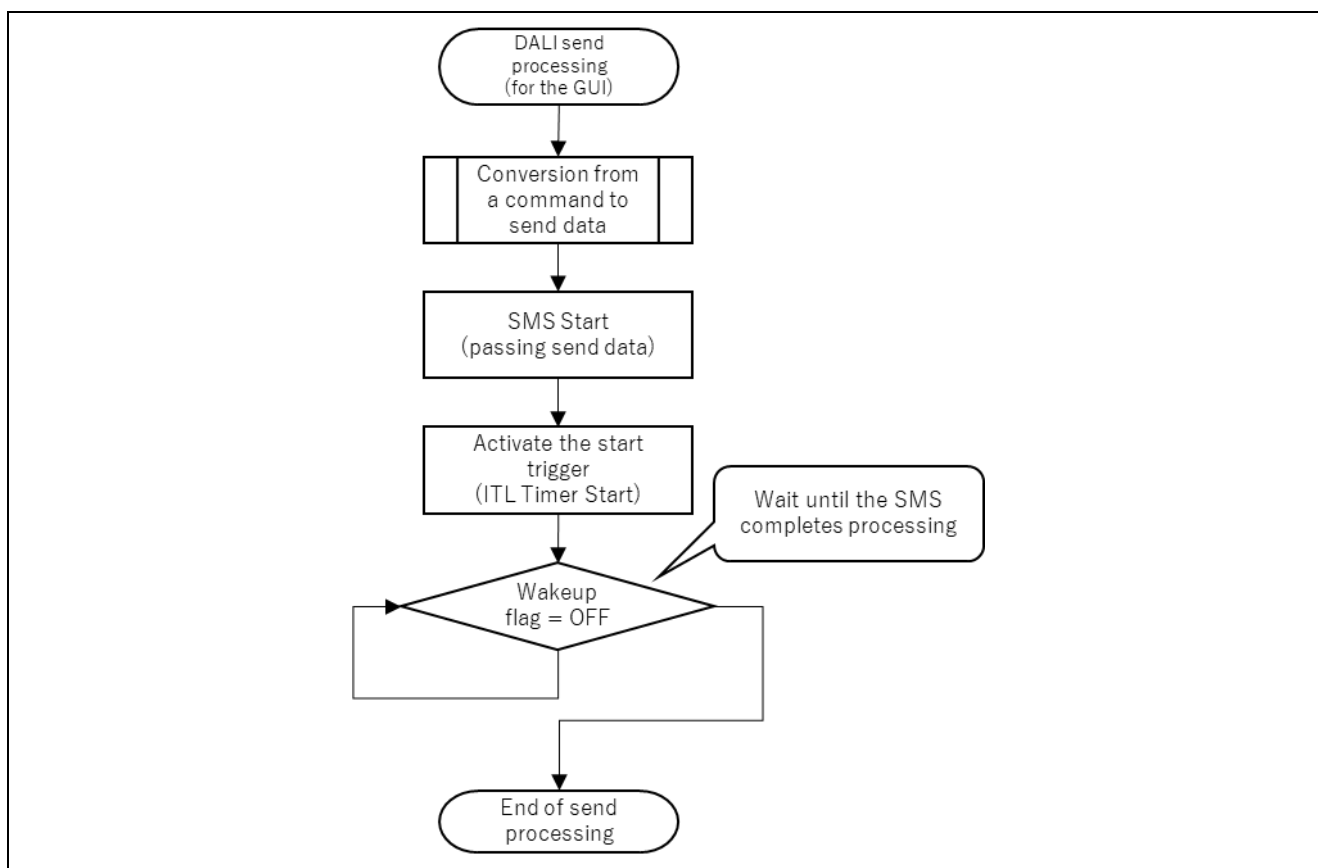 DALI send
processing
(for the GUI)
Conversion from
a command to
send data
SMS Start
(passing send data)
Activate the start
trigger
(ITL Timer Start)
Wait until the SMS
completes processing
Wakeup
flag = OFF
End of send
processing